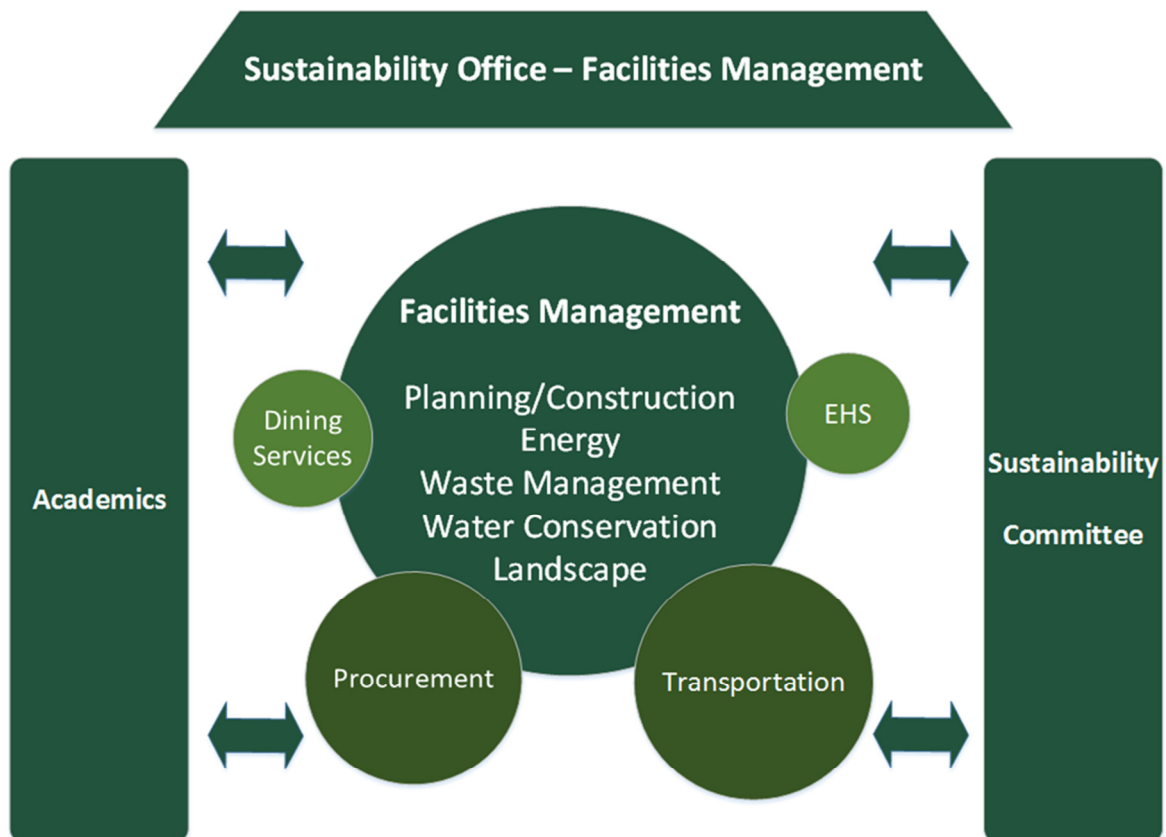 Sustainability Office – Facilities Management
Facilities Management
Planning/Construction
Energy
Waste Management
Water Conservation
Landscape
Dining
Services
EHS
Academics
Sustainability
Committee
Procurement
Transportation